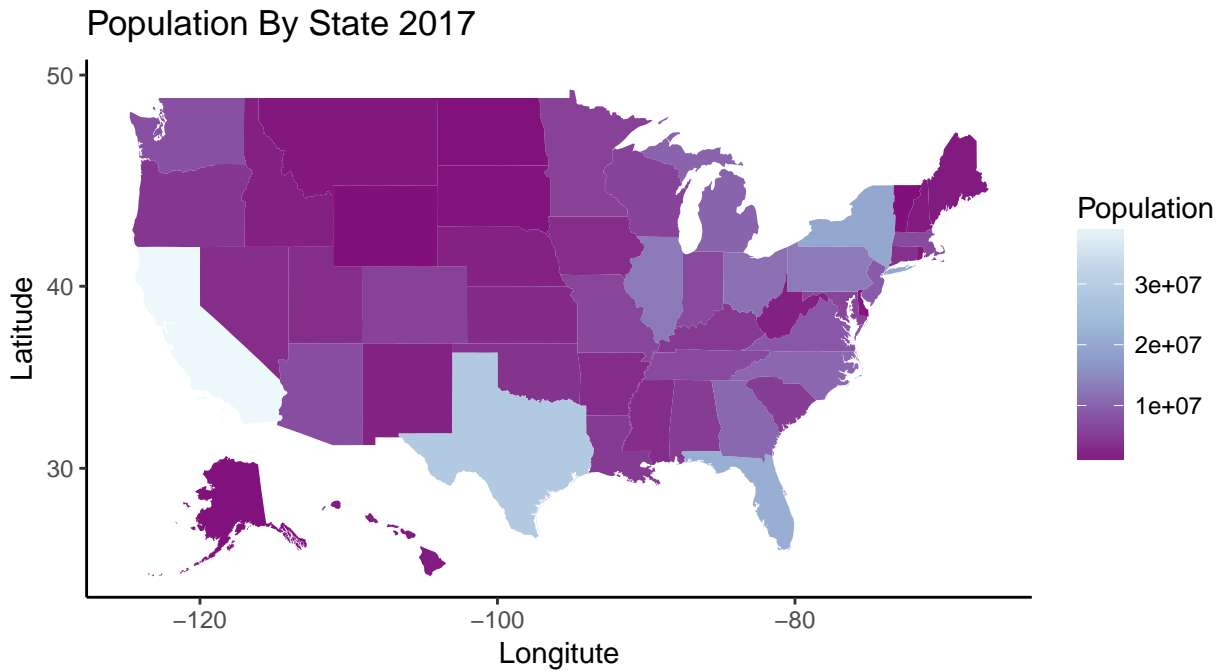 Population By State 2017
50
40
30
Latitude
−120
−100
−80
Longitute
Population
3e+07
2e+07
1e+07